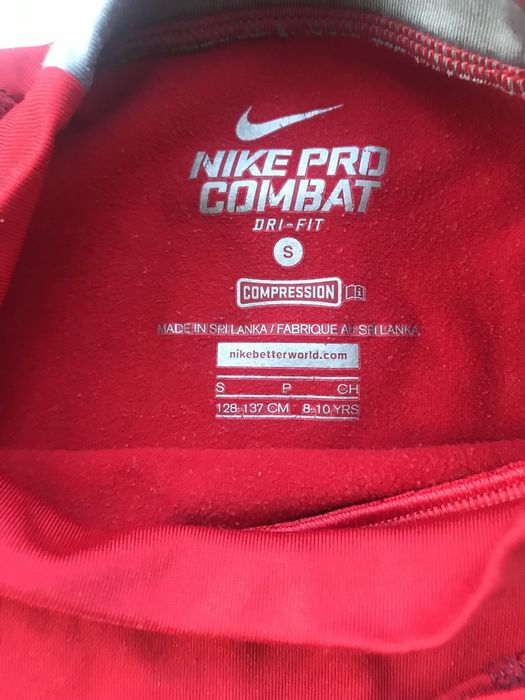 NIKE PRO
COMBAT
DRI-FIT
S
COMPRESSION
MADE IN SRI LANKA / FABRIQUE AU SRI LANKA
nikebetterworld.com
S P CH
128-137 CM 8-10 YRS